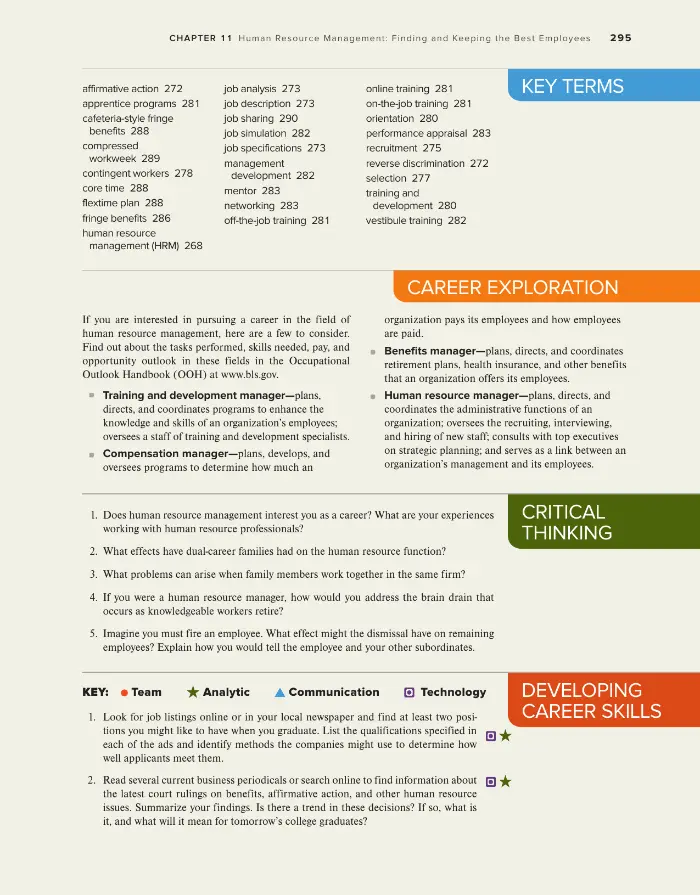 CHAPTER 11 Human Resource Management: Finding and Keeping the Best Employees 295
KEY TERMS
affirmative action 272
apprentice programs 281
cafeteria-style fringe
benefits 288
compressed
workweek 289
contingent workers 278
core time 288
flextime plan 288
fringe benefits 286
human resource
management (HRM) 268
job analysis 273
job description 273
job sharing 290
job simulation 282
job specifications 273
management
development 282
mentor 283
networking 283
off-the-job training 281
online training 281
on-the-job training 281
orientation 280
performance appraisal 283
recruitment 275
reverse discrimination 272
selection 277
training and
development 280
vestibule training 282
CAREER EXPLORATION
If you are interested in pursuing a career in the field of
human resource management, here are a few to consider.
Find out about the tasks performed, skills needed, pay, and
opportunity outlook in these fields in the Occupational
Outlook Handbook (OOH) at www.bls.gov.
Training and development manager—plans,
directs, and coordinates programs to enhance the
knowledge and skills of an organization's employees;
oversees a staff of training and development specialists.
Compensation manager—plans, develops, and
oversees programs to determine how much an
organization pays its employees and how employees
are paid.
Benefits manager—plans, directs, and coordinates
retirement plans, health insurance, and other benefits
that an organization offers its employees.
Human resource manager—plans, directs, and
coordinates the administrative functions of an
organization; oversees the recruiting, interviewing,
and hiring of new staff; consults with top executives
on strategic planning; and serves as a link between an
organization's management and its employees.
CRITICAL
THINKING
1. Does human resource management interest you as a career? What are your experiences
working with human resource professionals?
2. What effects have dual-career families had on the human resource function?
3. What problems can arise when family members work together in the same firm?
4. If you were a human resource manager, how would you address the brain drain that
occurs as knowledgeable workers retire?
5. Imagine you must fire an employee. What effect might the dismissal have on remaining
employees? Explain how you would tell the employee and your other subordinates.
DEVELOPING
CAREER SKILLS
KEY: Team Analytic Communication Technology
1. Look for job listings online or in your local newspaper and find at least two posi-
tions you might like to have when you graduate. List the qualifications specified in
each of the ads and identify methods the companies might use to determine how
well applicants meet them.
2. Read several current business periodicals or search online to find information about
the latest court rulings on benefits, affirmative action, and other human resource
issues. Summarize your findings. Is there a trend in these decisions? If so, what is
it, and what will it mean for tomorrow's college graduates?